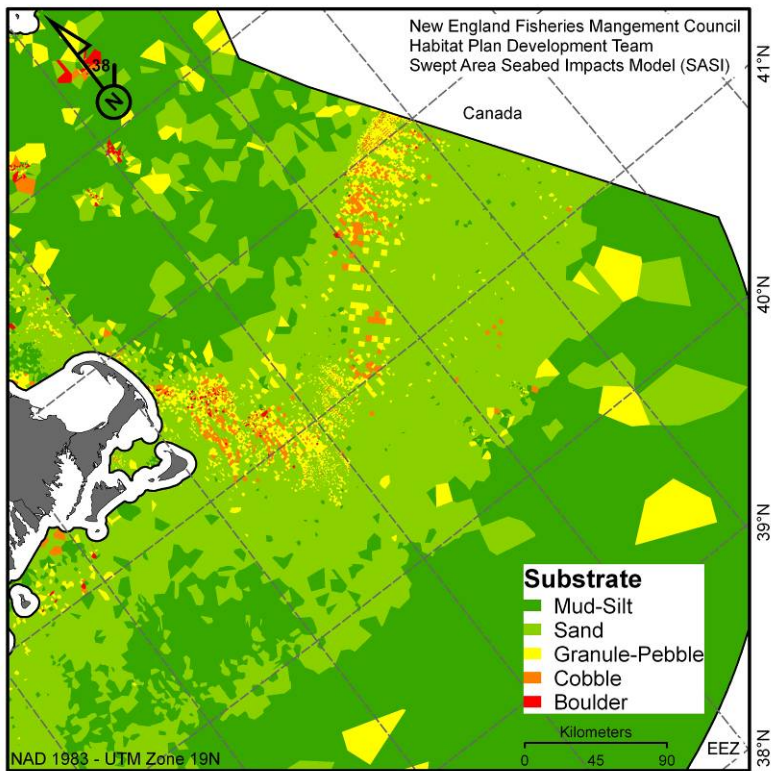 New England Fisheries Mangement Council
Habitat Plan Development Team
Swept Area Seabed Impacts Model (SASI)
-38
N
Canada
41°N
40°N
39°N
38°N
Substrate
Mud-Silt
Sand
Granule-Pebble
Cobble
Boulder
Kilometers
0 45 90
EEZ
NAD 1983 - UTM Zone 19N